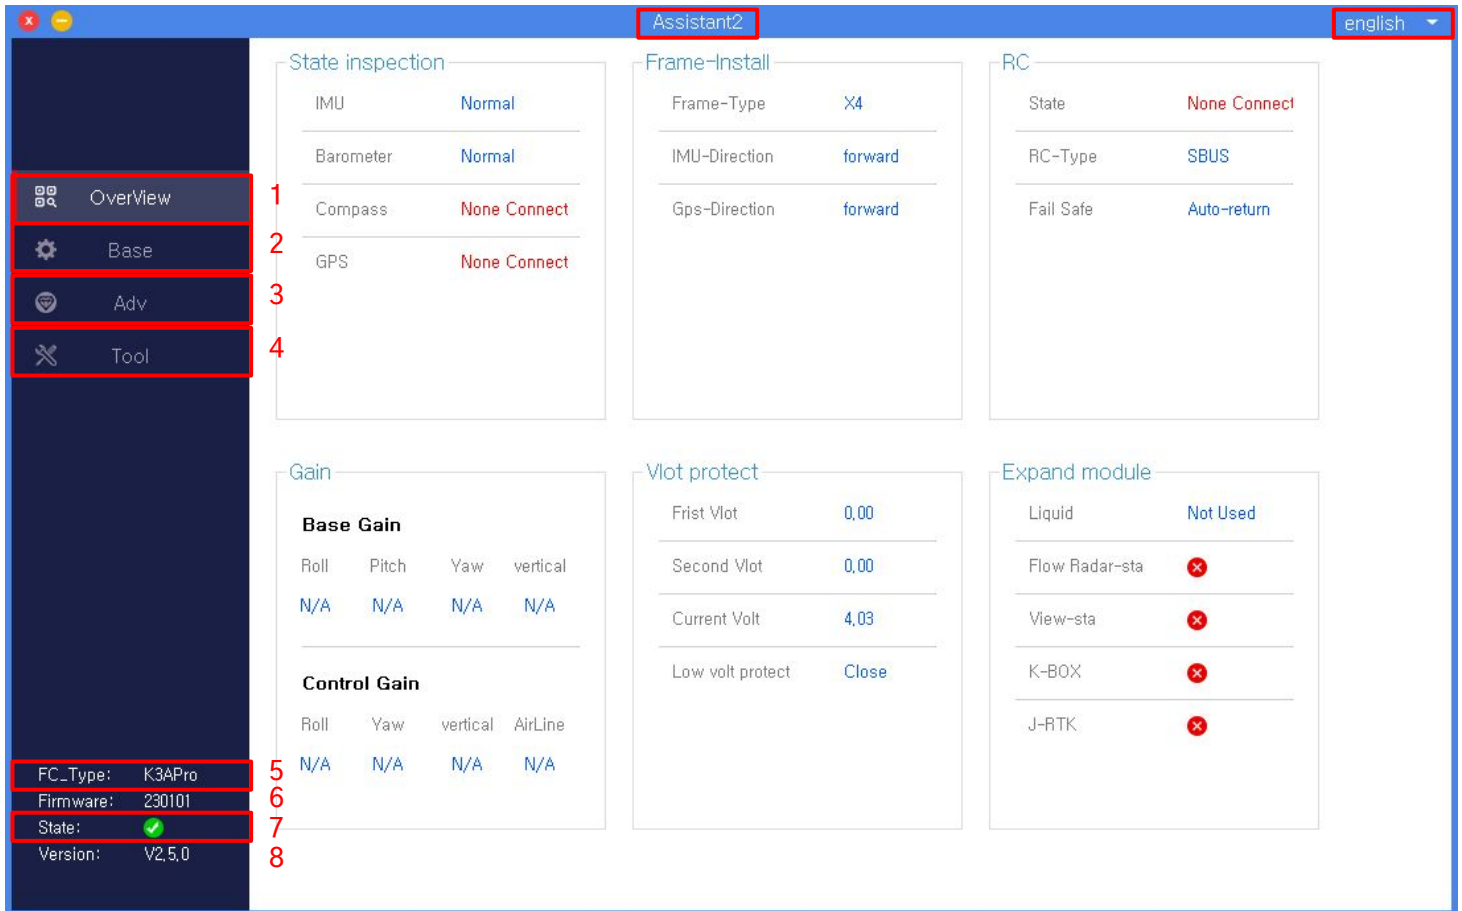 Assistant2
english
OverView 1
Base 2
Adv 3
Tool 4
FC_Type: K3APro 5
Firmware: 230101 6
State: 7
Version: V2,5,0 8
State inspection
IMU Normal
Barometer Normal
Compass None Connect
GPS None Connect
Frame-Install
Frame-Type X4
IMU-Direction forward
Gps-Direction forward
RC
State None Connect
RC-Type SBUS
Fail Safe Auto-return
Gain
Base Gain
Roll Pitch Yaw vertical
N/A N/A N/A N/A
Control Gain
Roll Yaw vertical AirLine
N/A N/A N/A N/A
Vlot protect
Frist Vlot 0,00
Second Vlot 0,00
Current Volt 4,03
Low volt protect Close
Expand module
Liquid Not Used
Flow Radar-sta
View-sta
K-BOX
J-RTK